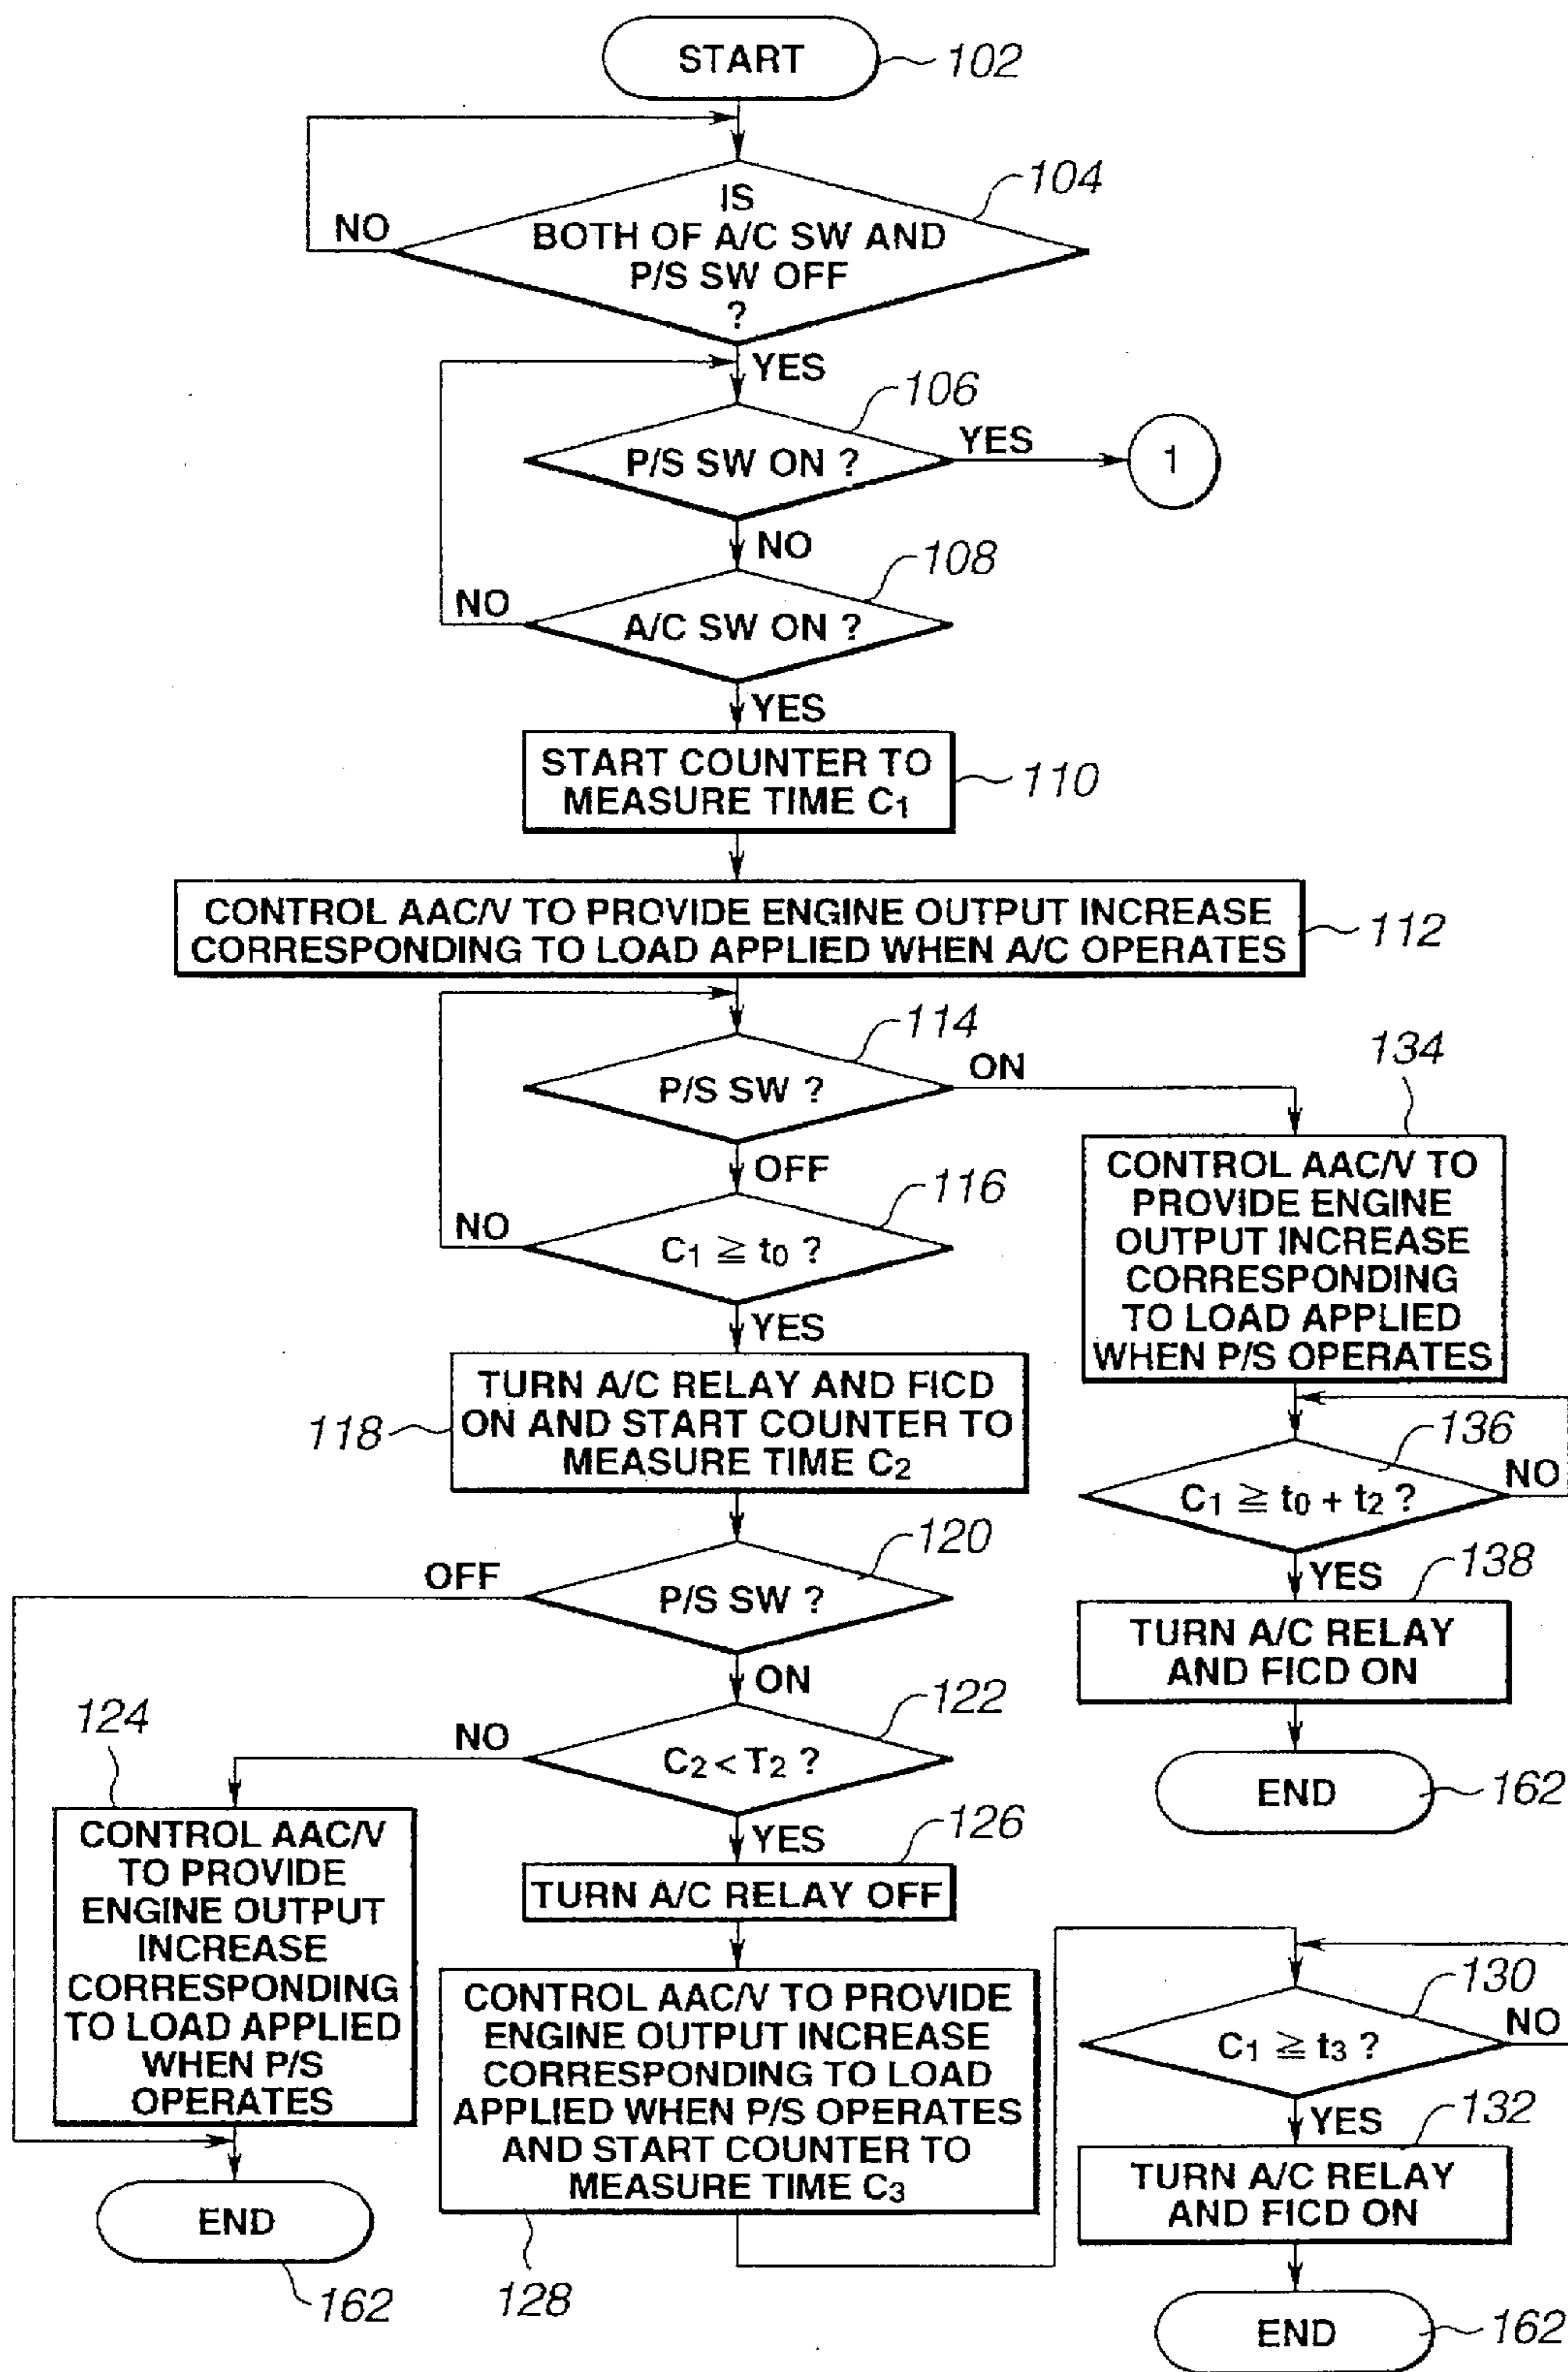 START
102
IS
BOTH OF A/C SW AND
P/S SW OFF
?
104
NO
YES
106
P/S SW ON ?
YES
1
NO
108
A/C SW ON ?
NO
YES
START COUNTER TO
MEASURE TIME C1
110
CONTROL AAC/V TO PROVIDE ENGINE OUTPUT INCREASE
CORRESPONDING TO LOAD APPLIED WHEN A/C OPERATES
112
114
P/S SW ?
ON
OFF
116
C1 ≧ t0 ?
NO
YES
TURN A/C RELAY AND FICD
ON AND START COUNTER TO
MEASURE TIME C2
118
120
P/S SW ?
OFF
ON
122
C2 < T2 ?
NO
YES
124
CONTROL AAC/V
TO PROVIDE
ENGINE OUTPUT
INCREASE
CORRESPONDING
TO LOAD APPLIED
WHEN P/S
OPERATES
END
162
126
TURN A/C RELAY OFF
CONTROL AAC/V TO PROVIDE
ENGINE OUTPUT INCREASE
CORRESPONDING TO LOAD
APPLIED WHEN P/S OPERATES
AND START COUNTER TO
MEASURE TIME C3
128
134
CONTROL AAC/V TO
PROVIDE ENGINE
OUTPUT INCREASE
CORRESPONDING
TO LOAD APPLIED
WHEN P/S OPERATES
136
C1 ≧ t0 + t2 ?
NO
YES
138
TURN A/C RELAY
AND FICD ON
END
162
130
C1 ≧ t3 ?
NO
YES
132
TURN A/C RELAY
AND FICD ON
END
162